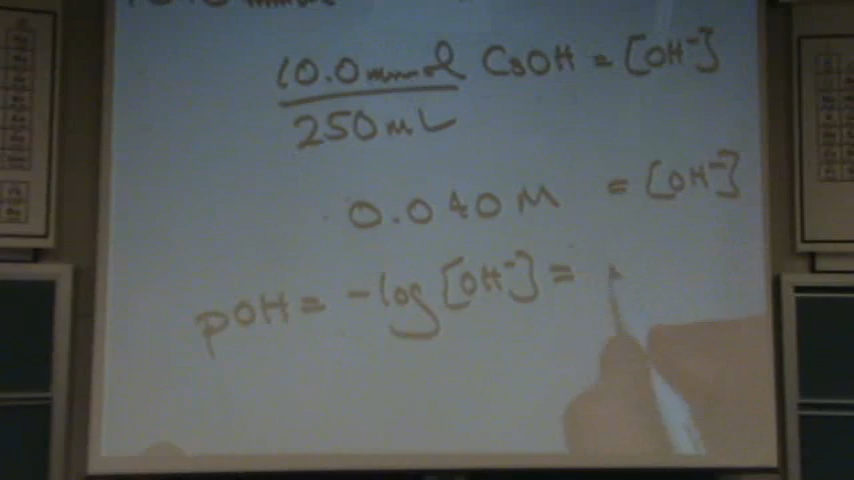 10.0 mmol CsOH = [OH⁻]
250 mL
0.040 M = [OH⁻]
pOH = -log [OH⁻] =